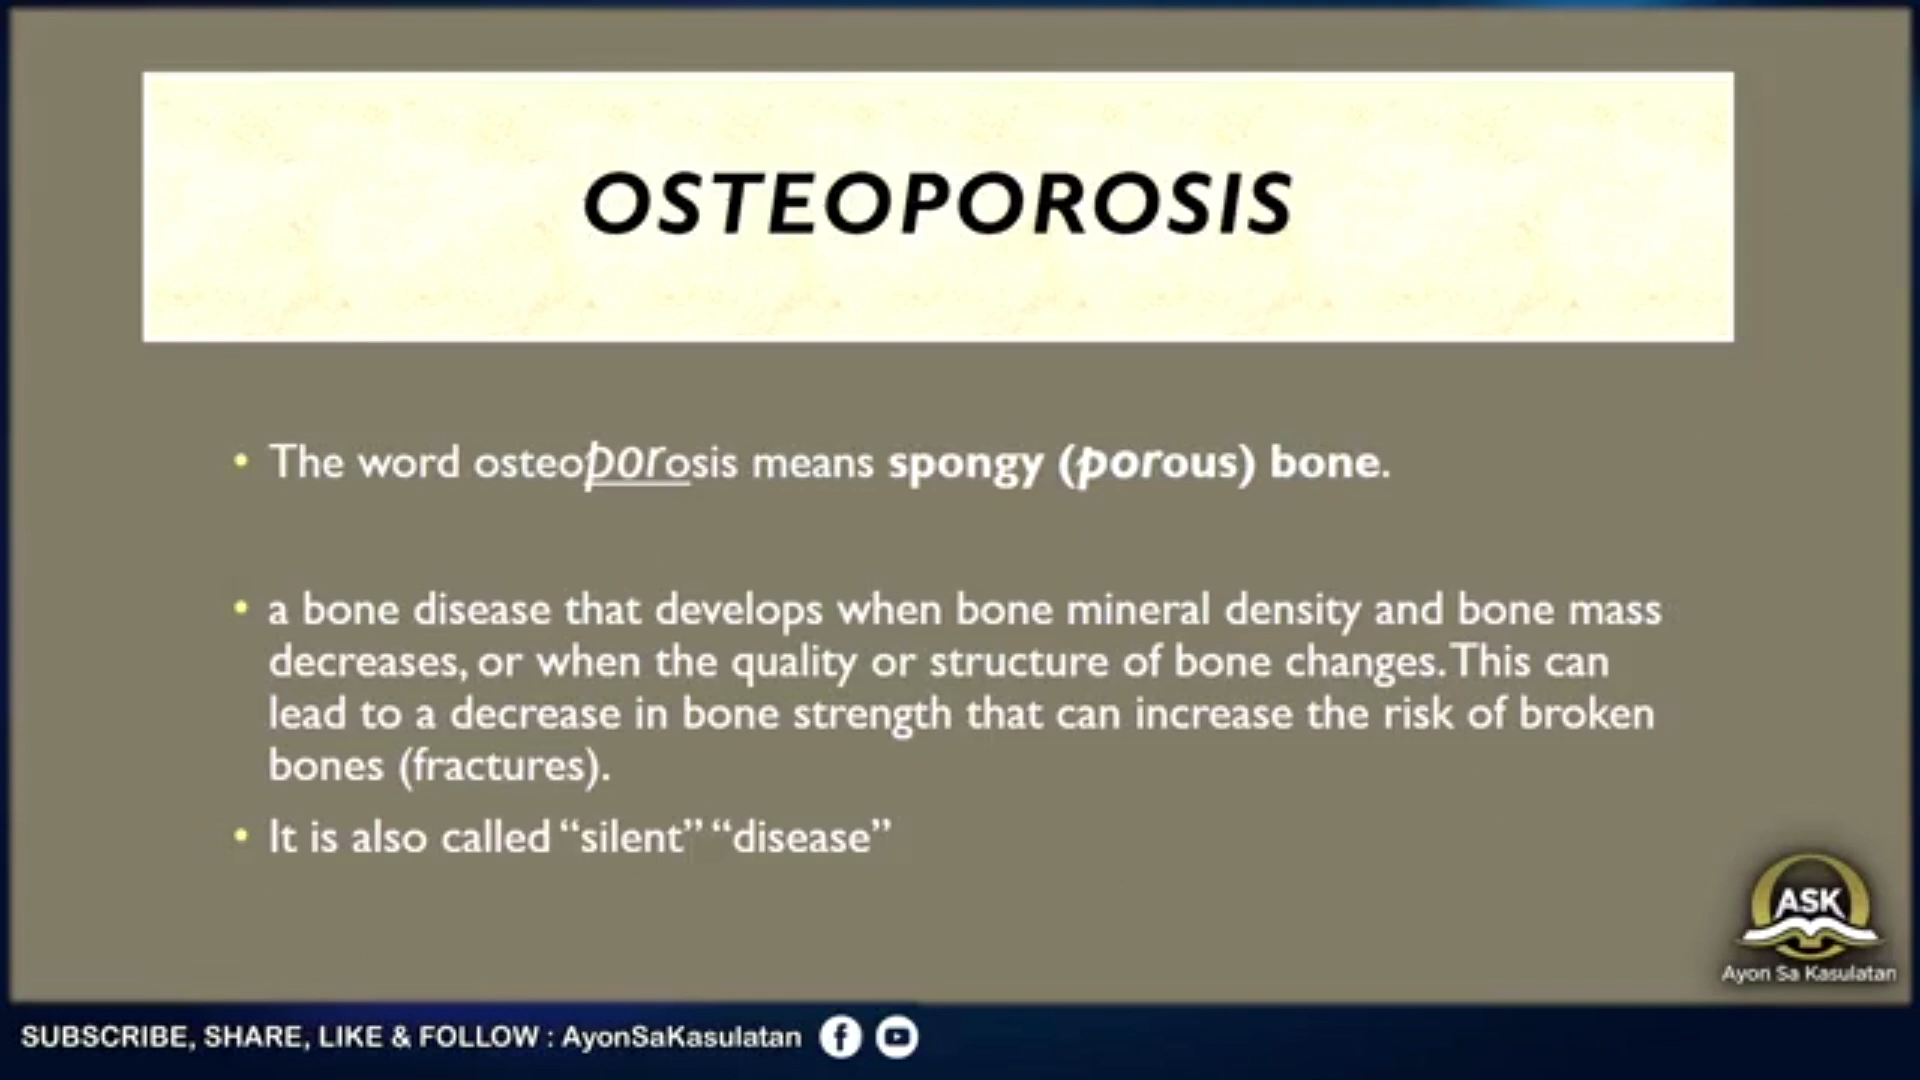 OSTEOPOROSIS
• The word osteoporosis means spongy (porous) bone.
• a bone disease that develops when bone mineral density and bone mass
decreases, or when the quality or structure of bone changes. This can
lead to a decrease in bone strength that can increase the risk of broken
bones (fractures).
• It is also called “silent” “disease”
ASK
Ayon Sa Kasulatan
SUBSCRIBE, SHARE, LIKE & FOLLOW : AyonSaKasulatan